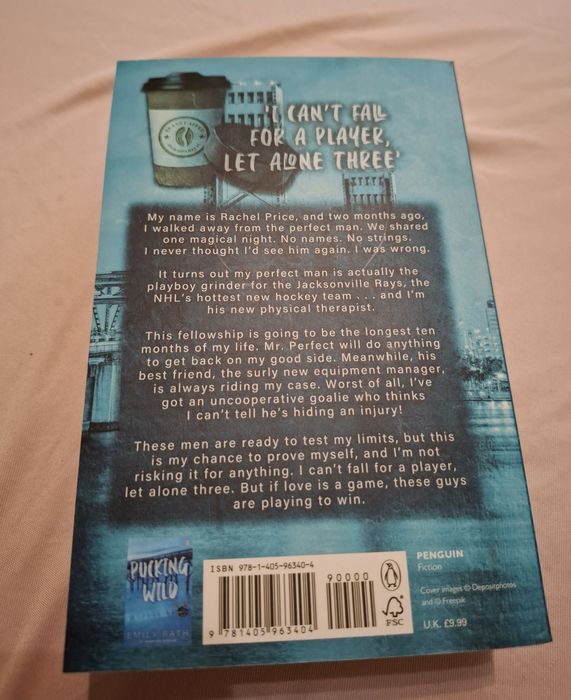 'I CAN'T FALL
FOR A PLAYER,
LET ALONE THREE'
My name is Rachel Price, and two months ago,
I walked away from the perfect man. We shared
one magical night. No names. No strings.
I never thought I'd see him again. I was wrong.
It turns out my perfect man is actually the
playboy grinder for the Jacksonville Rays, the
NHL's hottest new hockey team . . . and I'm
his new physical therapist.
This fellowship is going to be the longest ten
months of my life. Mr. Perfect will do anything
to get back on my good side. Meanwhile, his
best friend, the surly new equipment manager,
is always riding my case. Worst of all, I've
got an uncooperative goalie who thinks
I can't tell he's hiding an injury!
These men are ready to test my limits, but this
is my chance to prove myself, and I'm not
risking it for anything. I can't fall for a player,
let alone three. But if love is a game, these guys
are playing to win.
PUCKING
WILD
EMILY RATH
ISBN 978-1-405-96340-4
90000
9 781405 963404
FSC
PENGUIN
Fiction
Cover images © Depositphotos
and © Freepik
U.K. £9.99